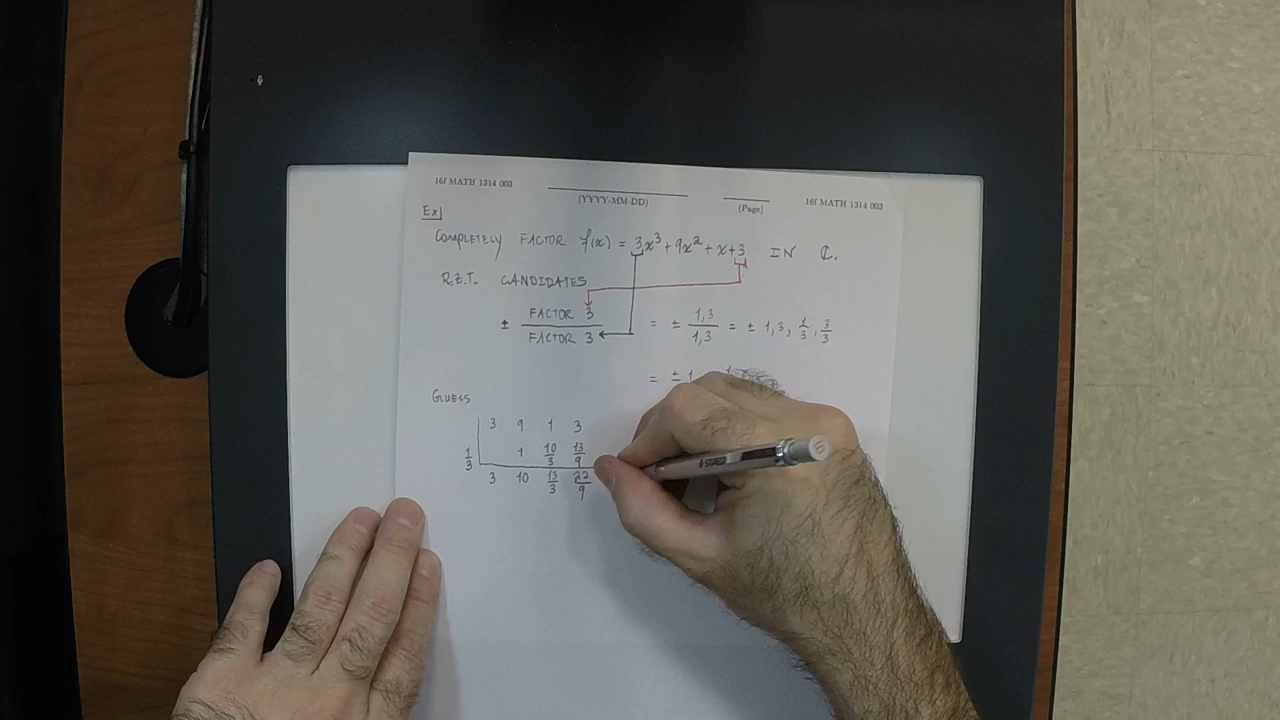 16f MATH 1314 003 (YYYY-MM-DD) (Page) 16f MATH 1314 003
Ex]
COMPLETELY FACTOR f(x) = 3x³ + 9x² + x + 3 IN ℂ.
R.Z.T. CANDIDATES
± FACTOR 3 / FACTOR 3 = ± 1,3 / 1,3 = ± 1, 3, 1/3, 3/3
= ± 1
GUESS
3 9 1 3
1/3 1 10/3 13/9
3 10 13/3